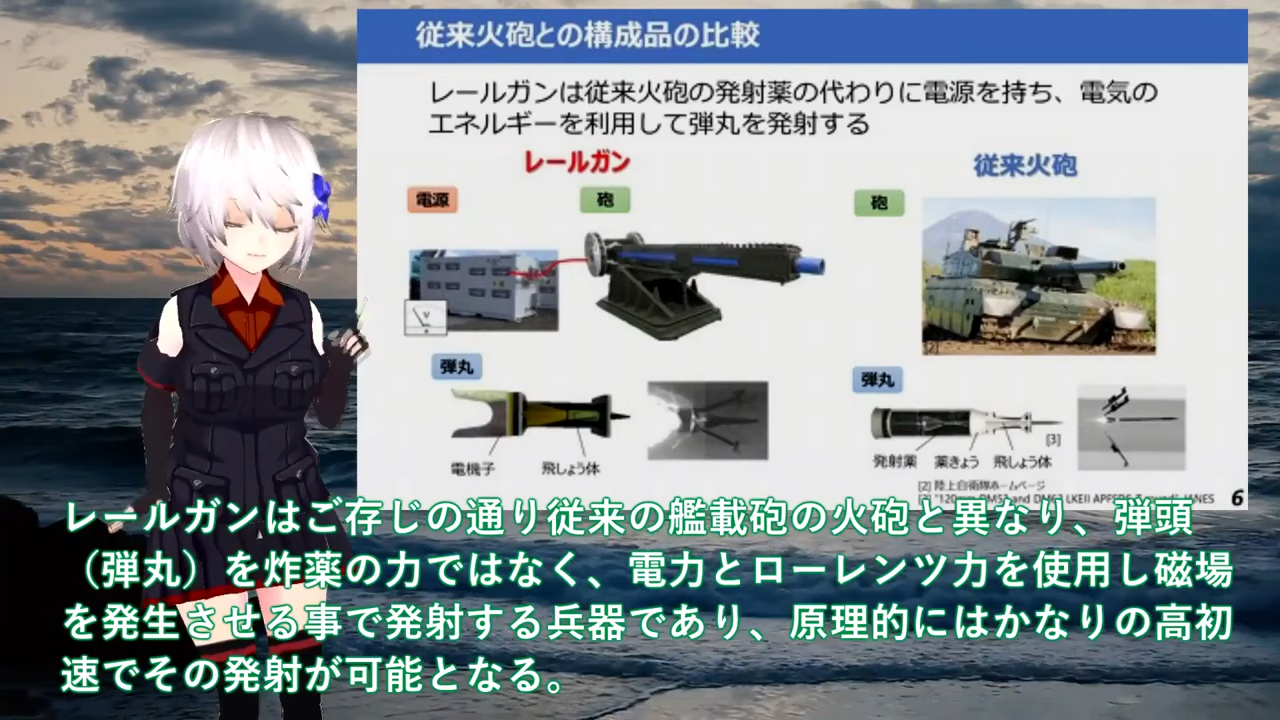 従来火砲との構成品の比較
レールガンは従来火砲の発射薬の代わりに電源を持ち、電気の
エネルギーを利用して弾丸を発射する
レールガン
従来火砲
電源
砲
砲
V
[2]
弾丸
弾丸
[3]
電機子
飛しょう体
発射薬
薬きょう
飛しょう体
[2] 陸上自衛隊ホームページ
6
レールガンはご存じの通り従来の艦載砲の火砲と異なり、弾頭
（弾丸）を炸薬の力ではなく、電力とローレンツ力を使用し磁場
を発生させる事で発射する兵器であり、原理的にはかなりの高初
速でその発射が可能となる。